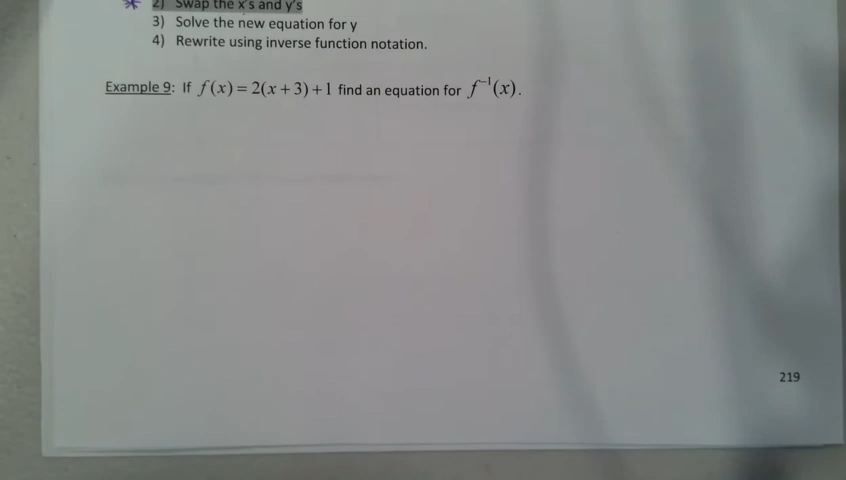 * 2) Swap the x's and y's
3) Solve the new equation for y
4) Rewrite using inverse function notation.
Example 9: If f(x) = 2(x+3)+1 find an equation for f⁻¹(x).
219